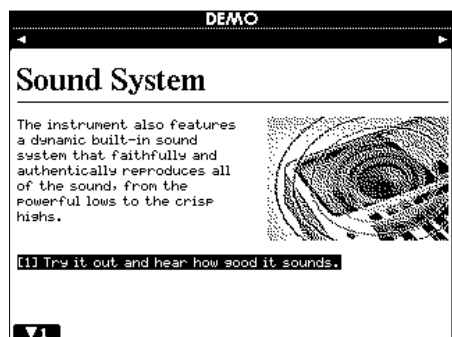 DEMO
Sound System
The instrument also features
a dynamic built-in sound
system that faithfully and
authentically reproduces all
of the sound, from the
powerful lows to the crisp
highs.
[1] Try it out and hear how good it sounds.
▼1